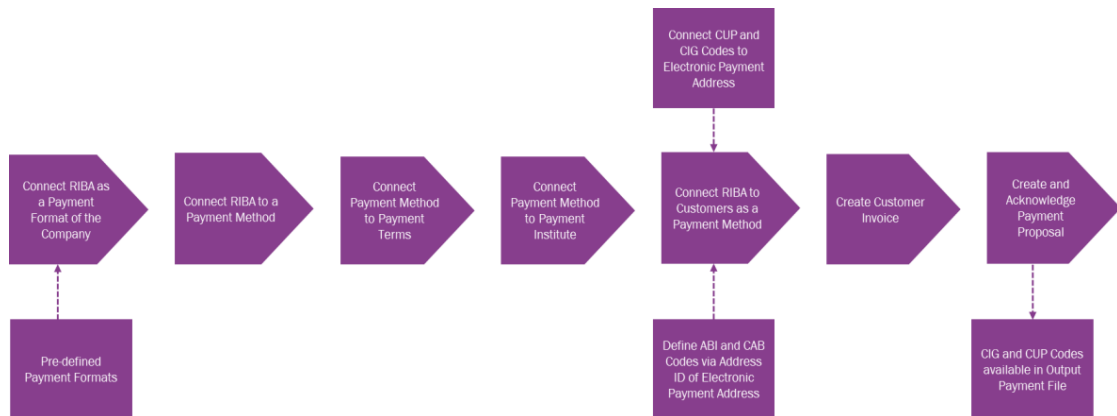 Connect CUP and
CIG Codes to
Electronic Payment
Address
Connect RIBA as
a Payment
Format of the
Company
Connect RIBA to a
Payment Method
Connect
Payment Method
to Payment
Terms
Connect
Payment Method
to Payment
Institute
Connect RIBA to
Customers as a
Payment Method
Create Customer
Invoice
Create and
Acknowledge
Payment
Proposal
Pre-defined
Payment Formats
Define ABI and CAB
Codes via Address
ID of Electronic
Payment Address
CIG and CUP Codes
available in Output
Payment File